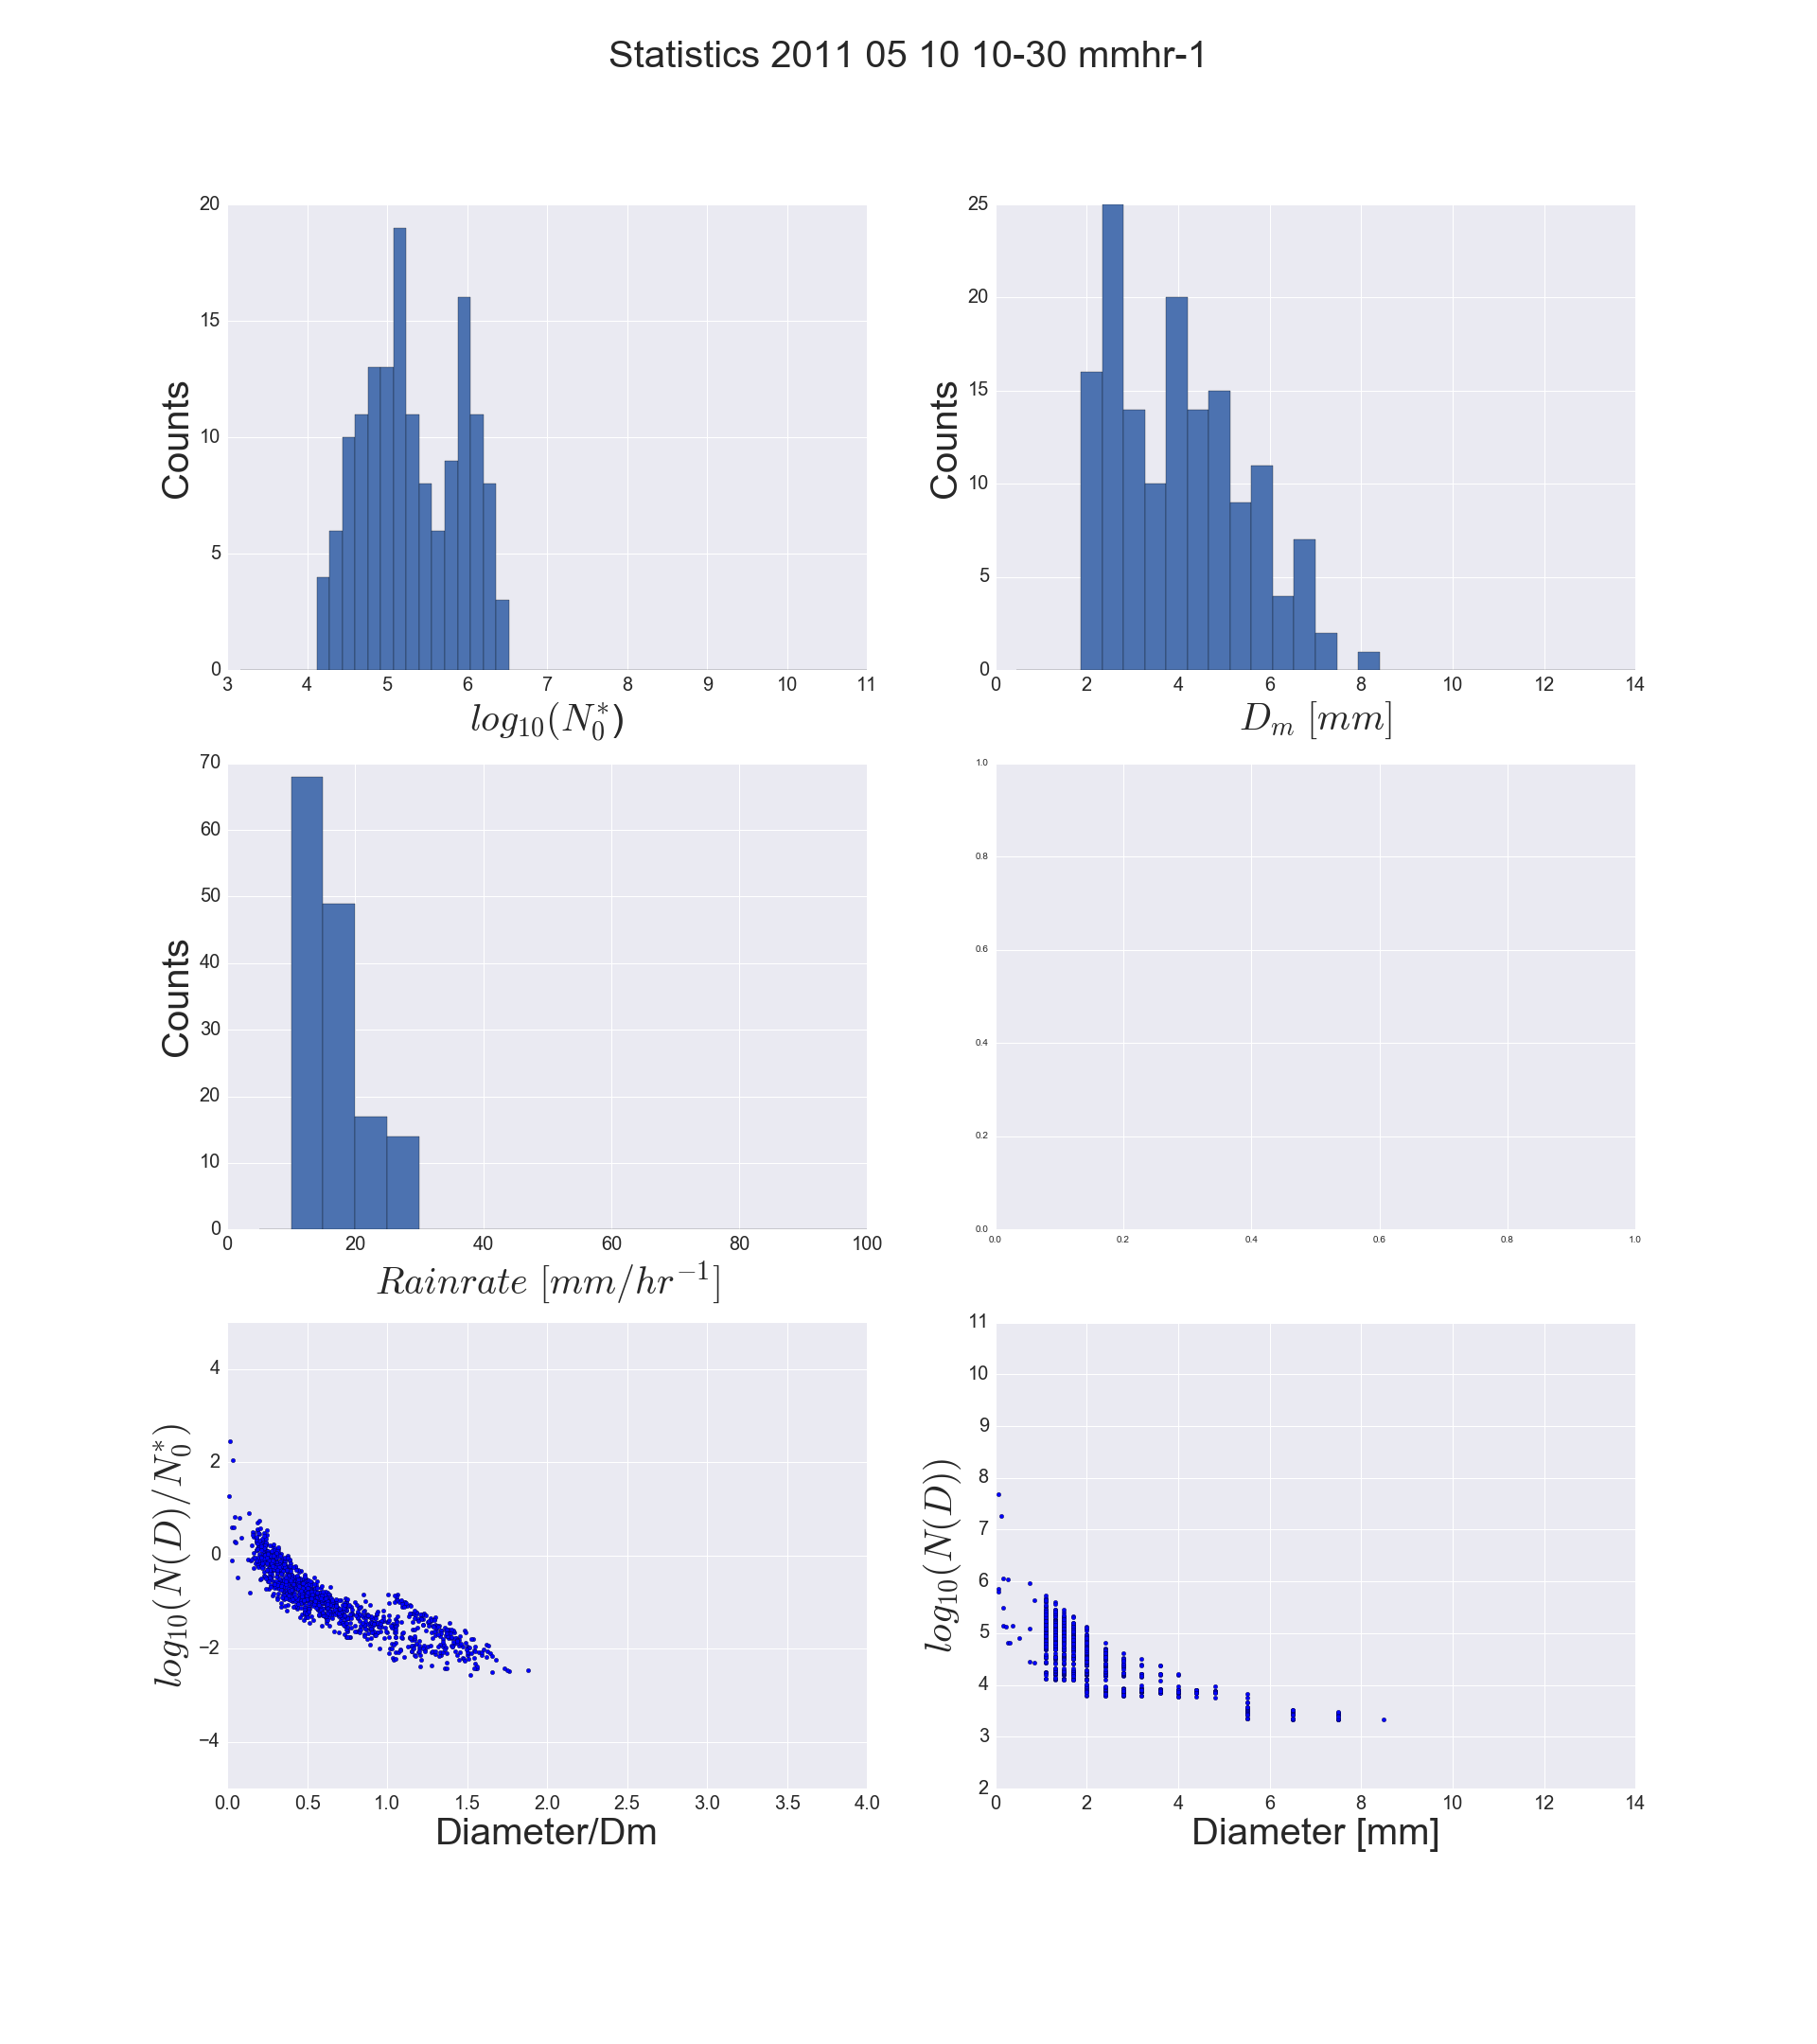 Statistics 2011 05 10 10-30 mmhr-1
20
15
10
5
0
Counts
3 4 5 6 7 8 9 10 11
log₁₀(N₀*)
25
20
15
10
5
0
Counts
0 2 4 6 8 10 12 14
Dₘ [mm]
70
60
50
40
30
20
10
0
Counts
0 20 40 60 80 100
Rainrate [mm/hr⁻¹]
1.0
0.8
0.6
0.4
0.2
0.0
0.0 0.2 0.4 0.6 0.8 1.0
4
2
0
−2
−4
log₁₀(N(D)/N₀*)
0.0 0.5 1.0 1.5 2.0 2.5 3.0 3.5 4.0
Diameter/Dm
11
10
9
8
7
6
5
4
3
2
log₁₀(N(D))
0 2 4 6 8 10 12 14
Diameter [mm]